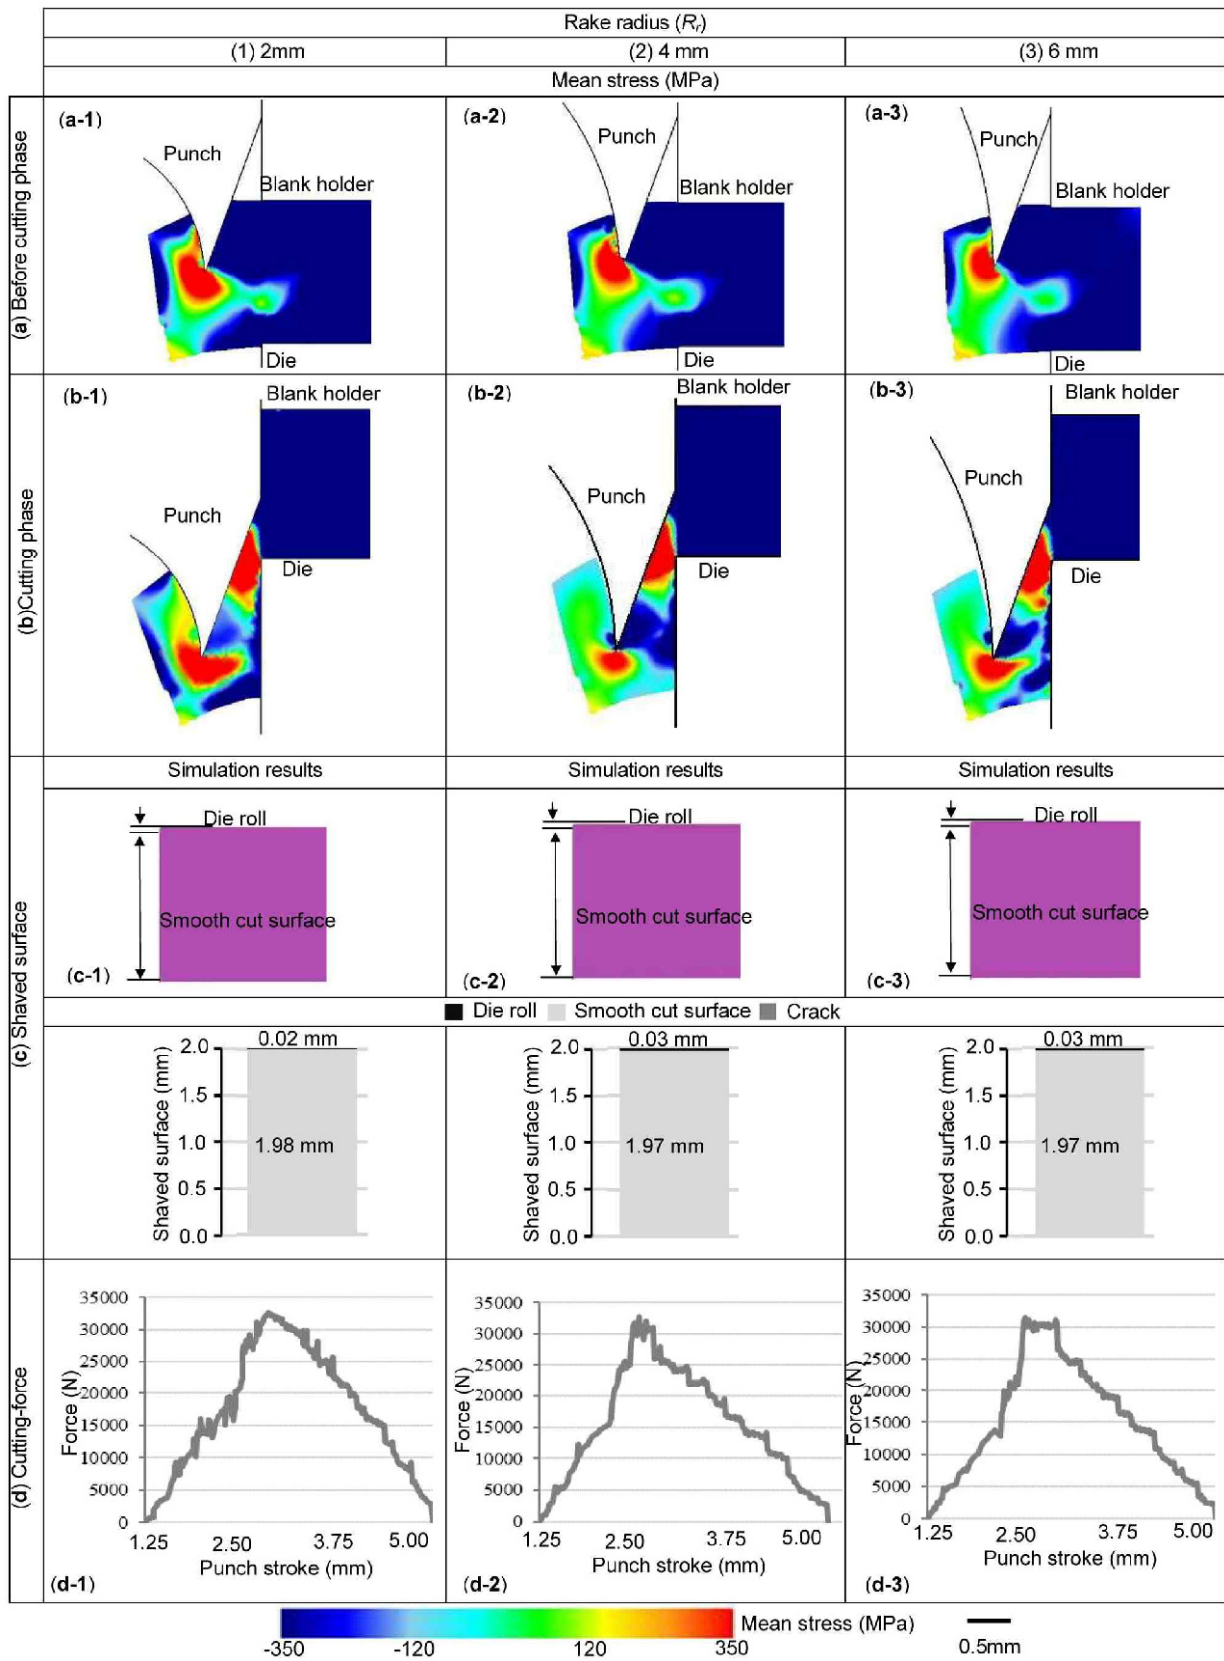 Rake radius (Rr)
(1) 2mm
(2) 4 mm
(3) 6 mm
Mean stress (MPa)
(a) Before cutting phase
(a-1)
Punch
Blank holder
Die
(a-2)
Punch
Blank holder
Die
(a-3)
Punch
Blank holder
Die
(b)Cutting phase
(b-1)
Blank holder
Punch
Die
(b-2)
Blank holder
Punch
Die
(b-3)
Blank holder
Punch
Die
(c) Shaved surface
Simulation results
Simulation results
Simulation results
Die roll
Smooth cut surface
(c-1)
Die roll
Smooth cut surface
(c-2)
Die roll
Smooth cut surface
(c-3)
Die roll Smooth cut surface Crack
0.02 mm
2.0
1.5
1.0
0.5
0.0
Shaved surface (mm)
1.98 mm
0.03 mm
2.0
1.5
1.0
0.5
0.0
Shaved surface (mm)
1.97 mm
0.03 mm
2.0
1.5
1.0
0.5
0.0
Shaved surface (mm)
1.97 mm
(d) Cutting-force
35000
30000
25000
20000
15000
10000
5000
0
Force (N)
1.25 2.50 3.75 5.00
Punch stroke (mm)
(d-1)
35000
30000
25000
20000
15000
10000
5000
0
Force (N)
1.25 2.50 3.75 5.00
Punch stroke (mm)
(d-2)
35000
30000
25000
20000
15000
10000
5000
0
Force (N)
1.25 2.50 3.75 5.00
Punch stroke (mm)
(d-3)
Mean stress (MPa)
-350 -120 120 350
0.5mm